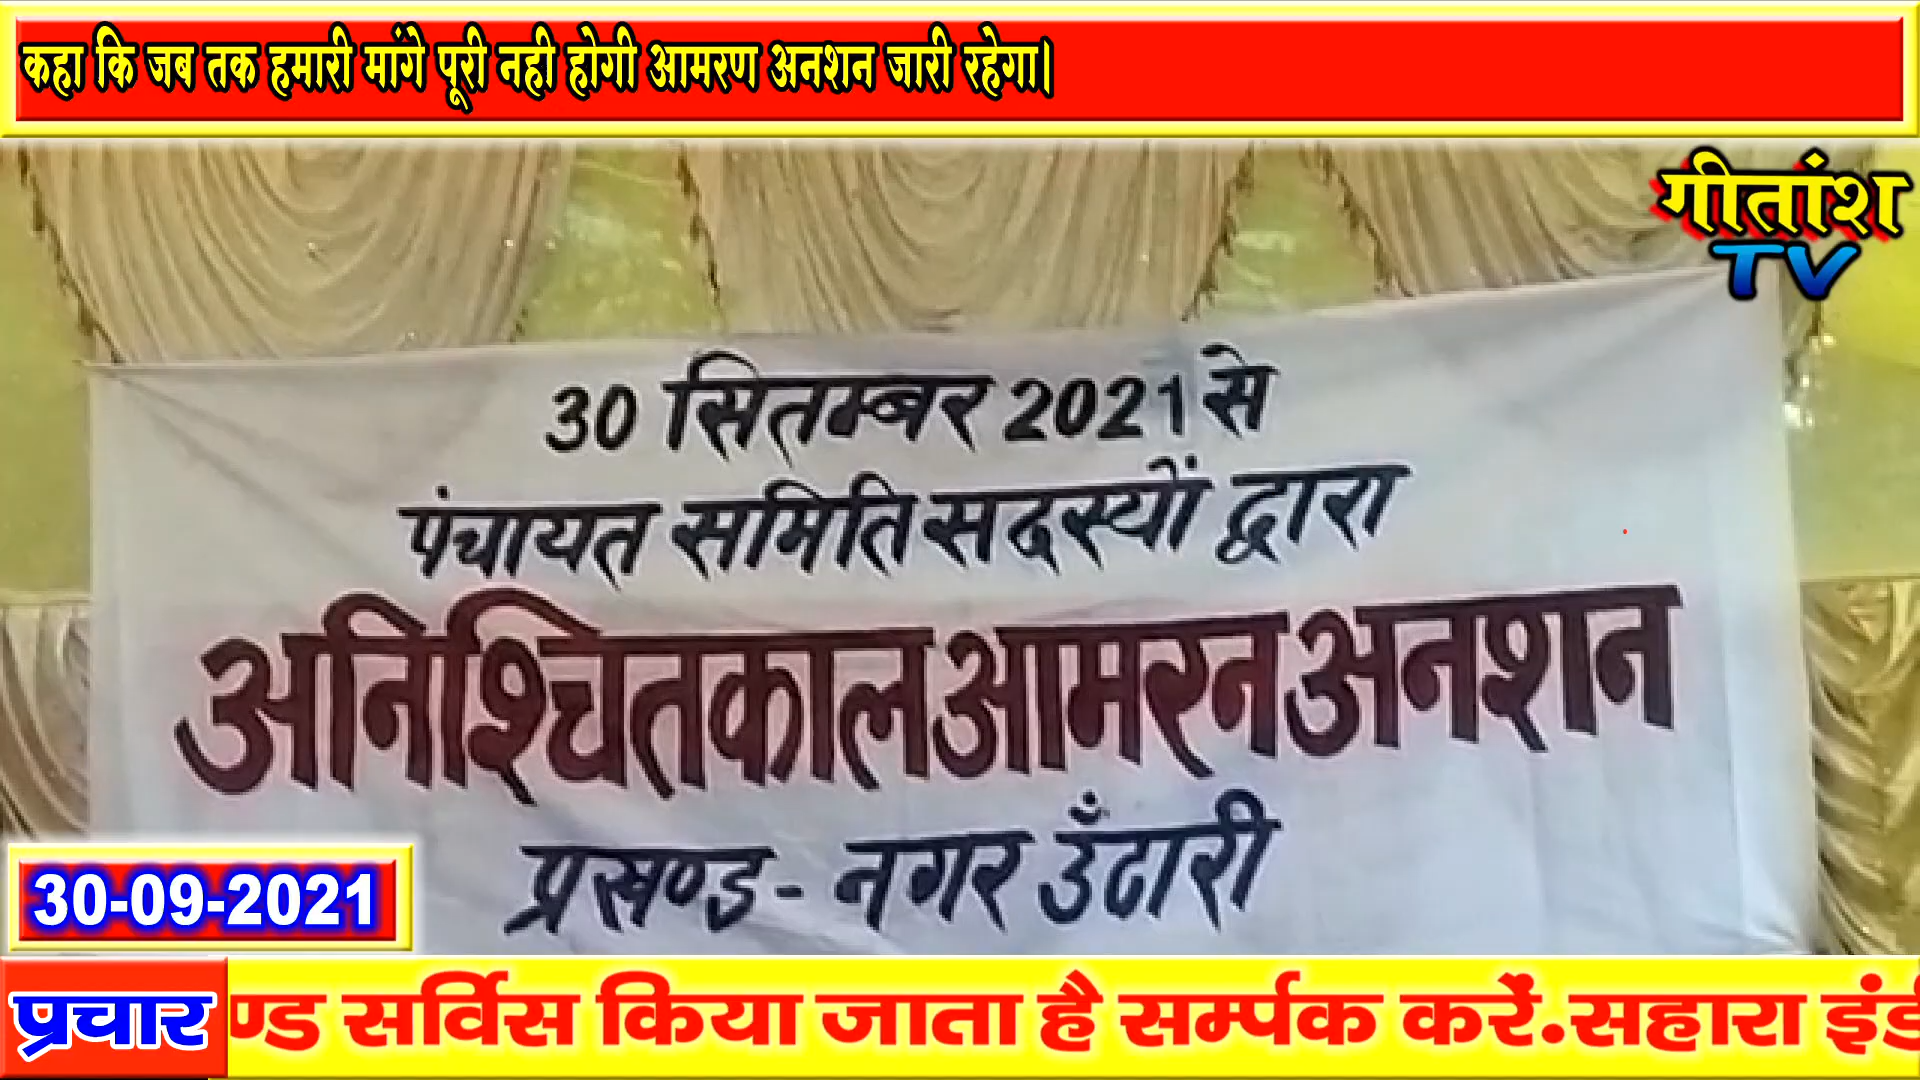 कहा कि जब तक हमारी मांगे पूरी नही होगी आमरण अनशन जारी रहेगा।
गीतांश
TV
30 सितम्बर 2021 से
पंचायत समिति सदस्यों द्वारा
अनिश्चितकाल आमरन अनशन
प्रखण्ड - नगर उँटारी
30-09-2021
प्रचार
ण्ड सर्विस किया जाता है सर्म्पक करें.सहारा